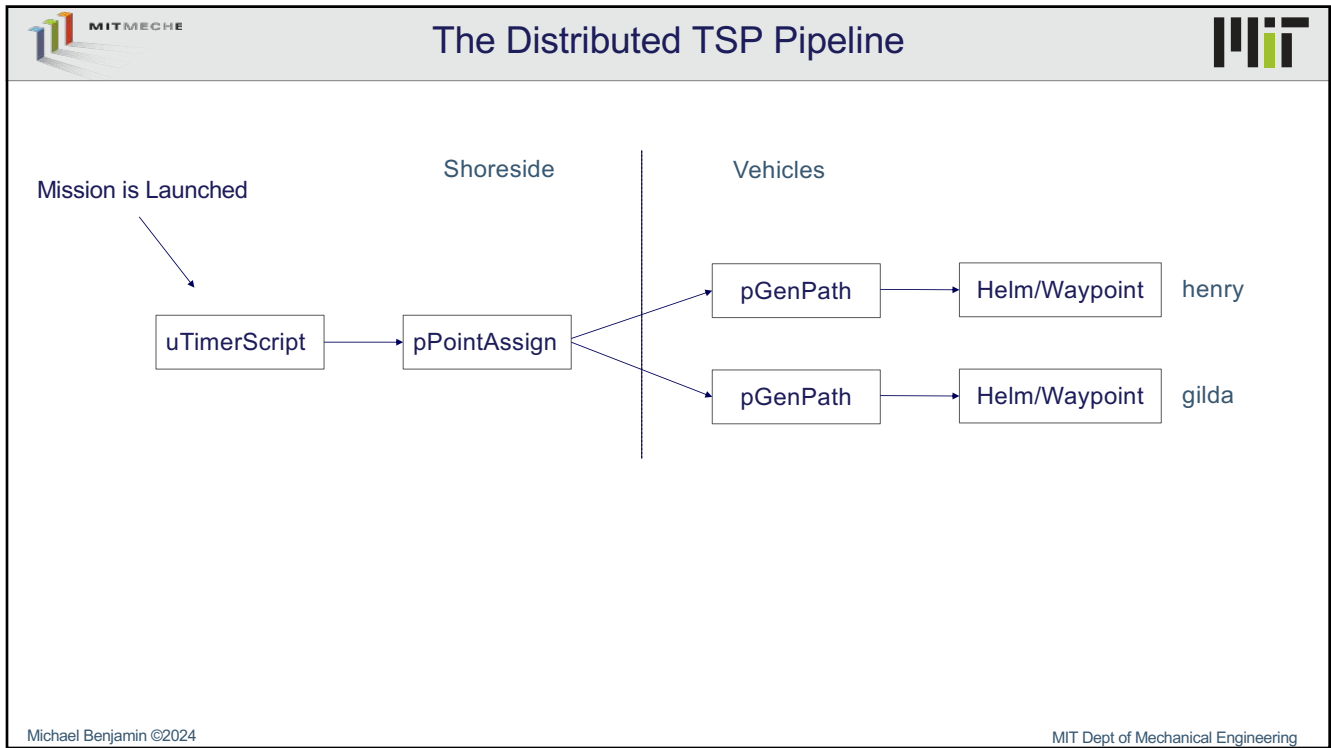 MITMECHE
The Distributed TSP Pipeline
MIT
Shoreside
Vehicles
Mission is Launched
uTimerScript
pPointAssign
pGenPath
Helm/Waypoint
henry
pGenPath
Helm/Waypoint
gilda
Michael Benjamin ©2024
MIT Dept of Mechanical Engineering